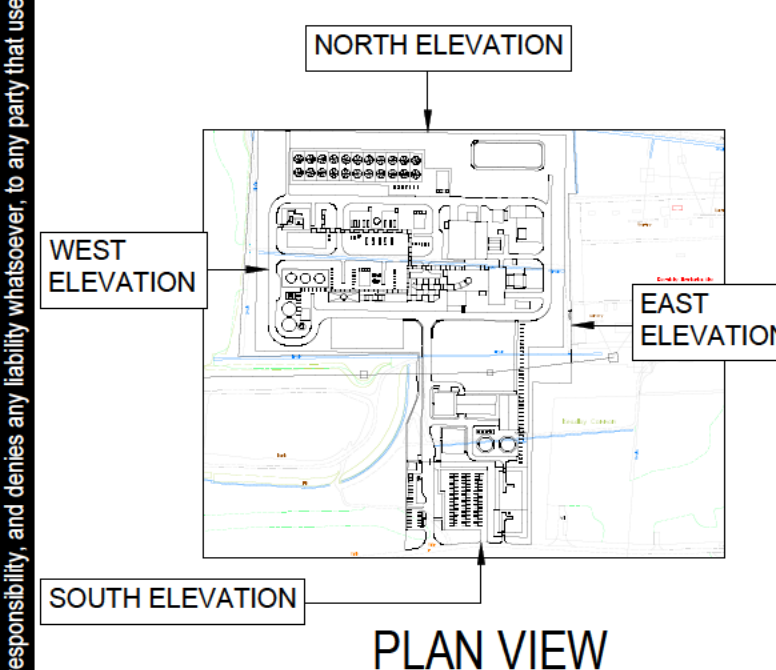 esponsibility, and denies any liability whatsoever, to any party that use
NORTH ELEVATION
WEST
ELEVATION
EAST
ELEVATION
SOUTH ELEVATION
PLAN VIEW